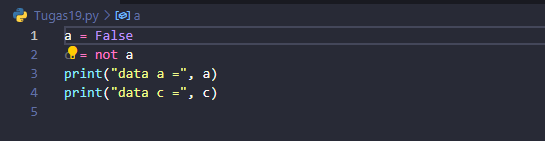 Tugas19.py > a
1 a = False
2 = not a
3 print("data a =", a)
4 print("data c =", c)
5